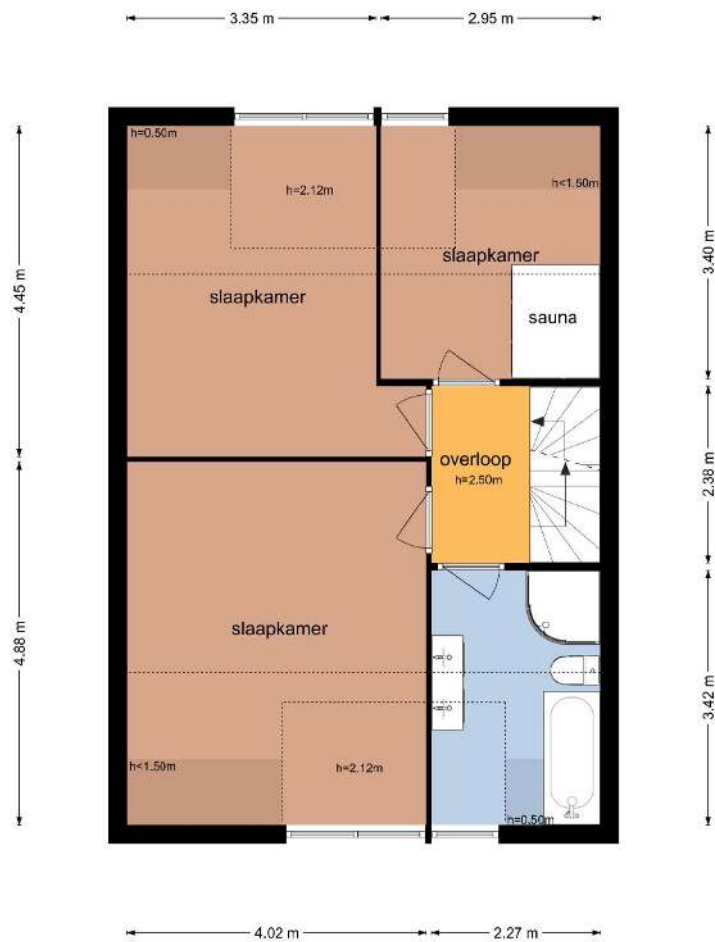 3.35 m
2.95 m
h=0.50m
h<1.50m
h=2.12m
slaapkamer
slaapkamer
sauna
4.45 m
3.40 m
overloop
h=2.50m
2.38 m
slaapkamer
4.88 m
3.42 m
h<1.50m
h=2.12m
h=0.50m
4.02 m
2.27 m